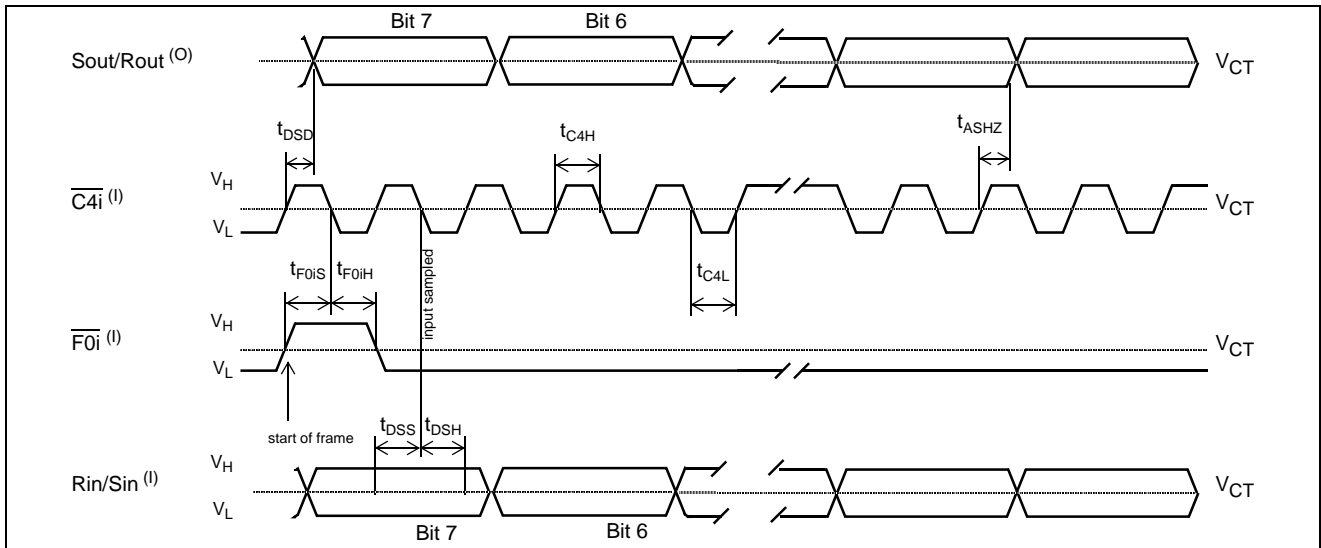 Bit 7 Bit 6
Sout/Rout (O) VCT
tDSD tC4H tASHZ
VH
C4i (I) VCT
VL
tF0iS tF0iH input sampled tC4L
VH
F0i (I) VCT
VL
start of frame tDSS tDSH
VH
Rin/Sin (I) VCT
VL
Bit 7 Bit 6